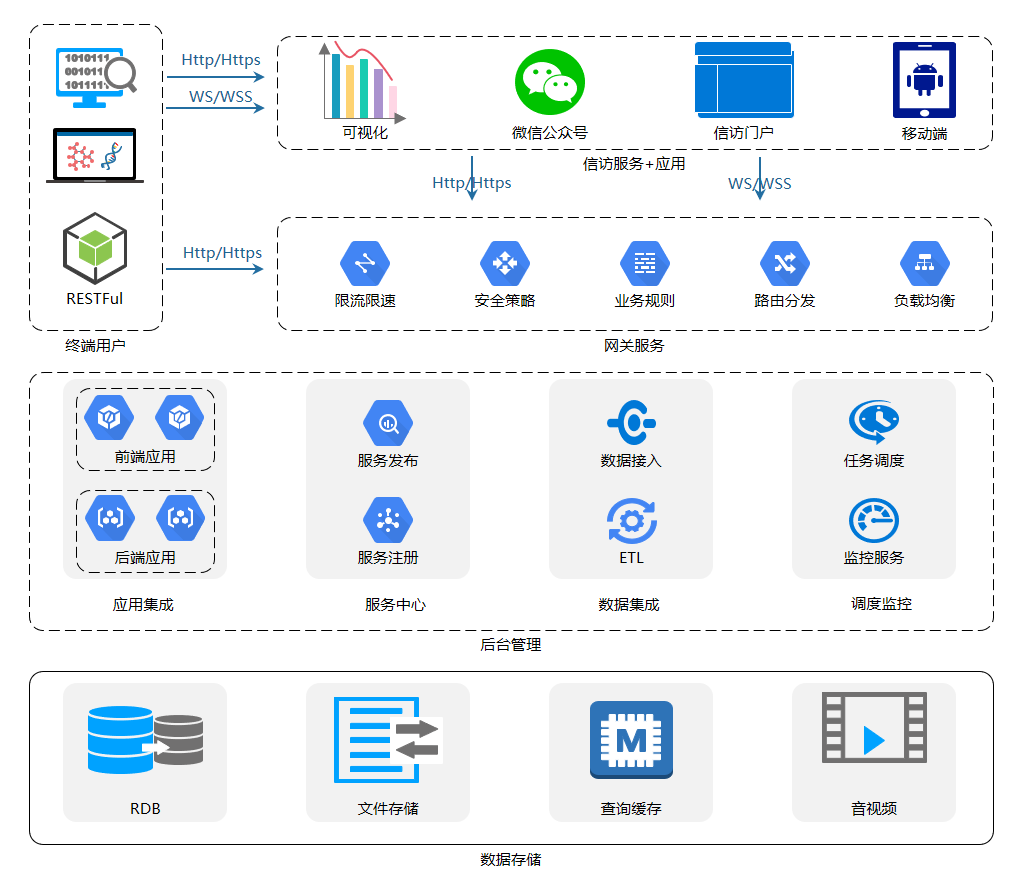 1010111
001011
101111
Http/Https
WS/WSS
可视化
微信公众号
信访门户
移动端
信访服务+应用
Http/Https
WS/WSS
RESTFul
终端用户
Http/Https
限流限速
安全策略
业务规则
路由分发
负载均衡
网关服务
前端应用
后端应用
应用集成
服务发布
服务注册
服务中心
数据接入
ETL
数据集成
任务调度
监控服务
调度监控
后台管理
RDB
文件存储
M
查询缓存
音视频
数据存储